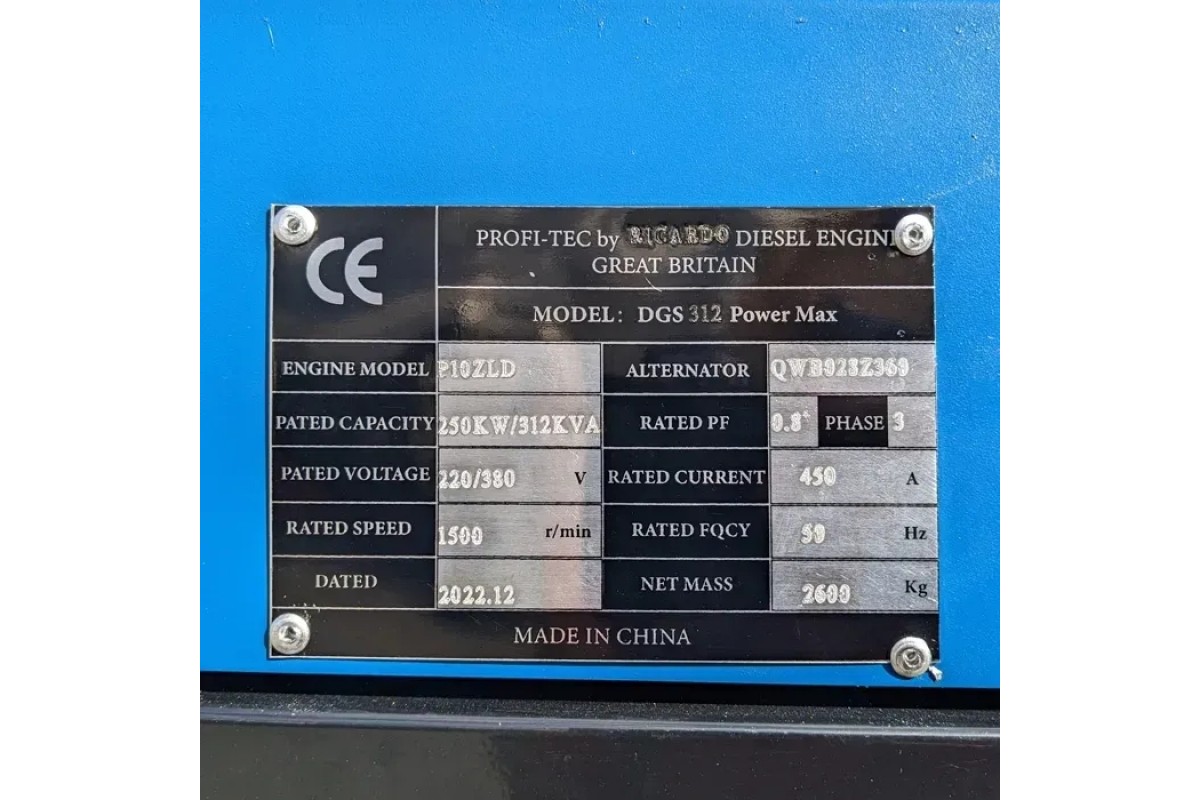 CE
PROFI-TEC by RICARDO DIESEL ENGINE
GREAT BRITAIN
MODEL: DGS 312 Power Max
ENGINE MODEL P10ZLD ALTERNATOR QWB928Z369
PATED CAPACITY 250KW/312KVA RATED PF 0.8 PHASE 3
PATED VOLTAGE 220/380 V RATED CURRENT 450 A
RATED SPEED 1500 r/min RATED FQCY 50 Hz
DATED 2022.12 NET MASS 2600 Kg
MADE IN CHINA